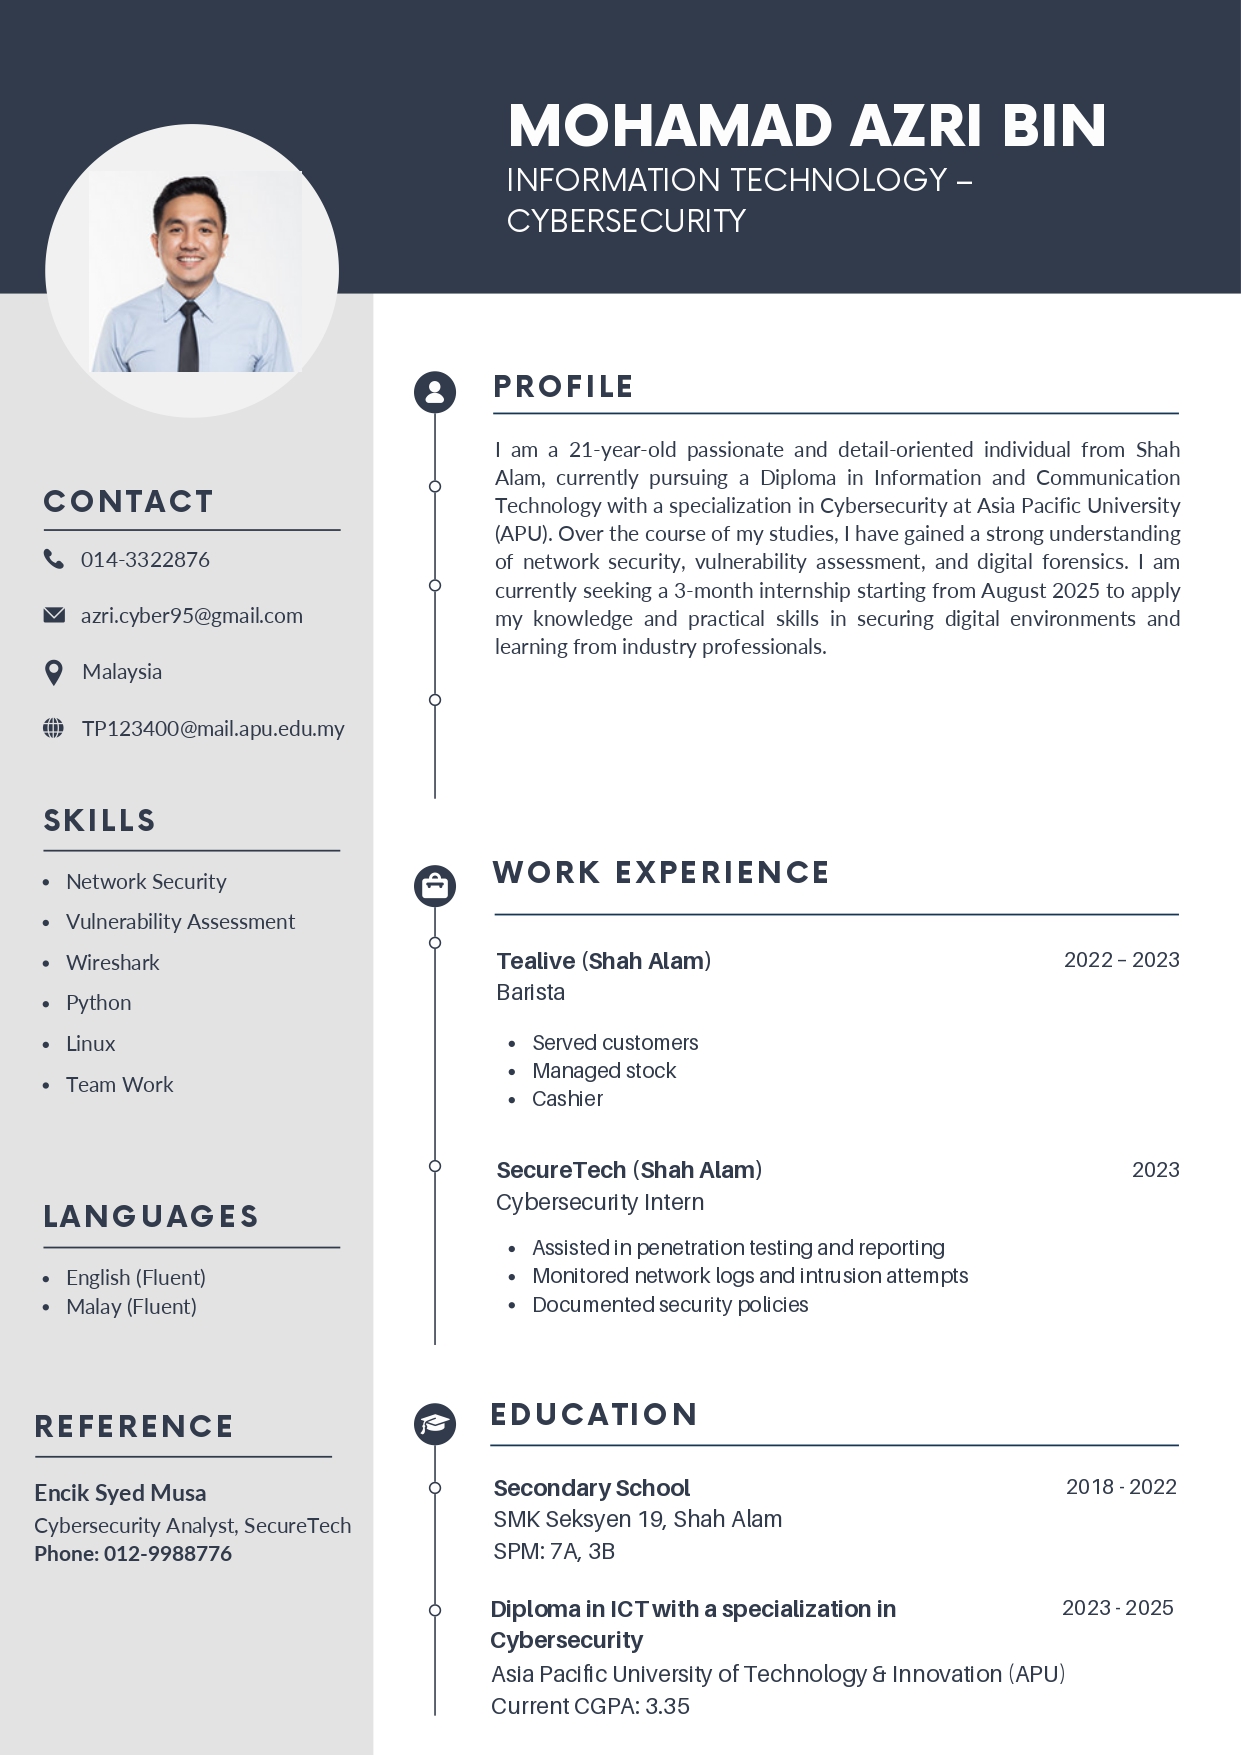 MOHAMAD AZRI BIN
INFORMATION TECHNOLOGY –
CYBERSECURITY
CONTACT
014-3322876
azri.cyber95@gmail.com
Malaysia
TP123400@mail.apu.edu.my
SKILLS
• Network Security
• Vulnerability Assessment
• Wireshark
• Python
• Linux
• Team Work
LANGUAGES
• English (Fluent)
• Malay (Fluent)
REFERENCE
Encik Syed Musa
Cybersecurity Analyst, SecureTech
Phone: 012-9988776
PROFILE
I am a 21-year-old passionate and detail-oriented individual from Shah
Alam, currently pursuing a Diploma in Information and Communication
Technology with a specialization in Cybersecurity at Asia Pacific University
(APU). Over the course of my studies, I have gained a strong understanding
of network security, vulnerability assessment, and digital forensics. I am
currently seeking a 3-month internship starting from August 2025 to apply
my knowledge and practical skills in securing digital environments and
learning from industry professionals.
WORK EXPERIENCE
Tealive (Shah Alam) 2022 – 2023
Barista
• Served customers
• Managed stock
• Cashier
SecureTech (Shah Alam) 2023
Cybersecurity Intern
• Assisted in penetration testing and reporting
• Monitored network logs and intrusion attempts
• Documented security policies
EDUCATION
Secondary School 2018 - 2022
SMK Seksyen 19, Shah Alam
SPM: 7A, 3B
Diploma in ICT with a specialization in 2023 - 2025
Cybersecurity
Asia Pacific University of Technology & Innovation (APU)
Current CGPA: 3.35